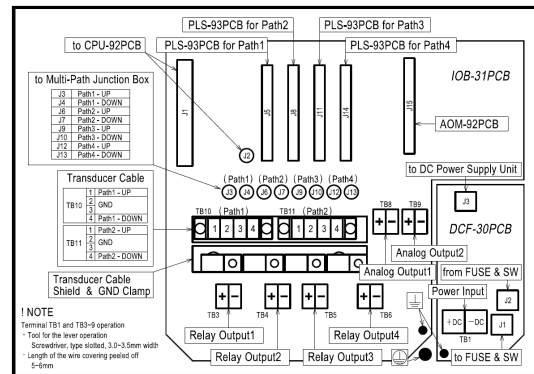 PLS-93PCB for Path2
PLS-93PCB for Path3
to CPU-92PCB
PLS-93PCB for Path1
PLS-93PCB for Path4
IOB-31PCB
to Multi-Path Junction Box
J3 Path1 - UP
J4 Path1 - DOWN
J6 Path2 - UP
J7 Path2 - DOWN
J9 Path3 - UP
J10 Path3 - DOWN
J12 Path4 - UP
J13 Path4 - DOWN
J1
J5
J8
J11
J14
J15
J2
AOM-92PCB
to DC Power Supply Unit
(Path1) (Path2) (Path3) (Path4)
J3 J4 J6 J7 J9 J10 J12 J13
J3
DCF-30PCB
Transducer Cable
TB10
1 Path1 - UP
2 GND
3
4 Path1 - DOWN
TB11
1 Path2 - UP
2 GND
3
4 Path2 - DOWN
TB10 (Path1) TB11 (Path2)
1 2 3 4 1 2 3 4
TB8 TB9
+ - + -
Analog Output2
Analog Output1
from FUSE & SW
Power Input
J2
+DC -DC
TB1
J1
to FUSE & SW
Transducer Cable
Shield & GND Clamp
TB3 + -
TB4 + -
+ - TB5
+ - TB6
Relay Output1
Relay Output4
Relay Output2
Relay Output3
! NOTE
Terminal TB1 and TB3~9 operation
・Tool for the lever operation
Screwdriver, type slotted, 3.0~3.5mm width
・Length of the wire covering peeled off
5~6mm